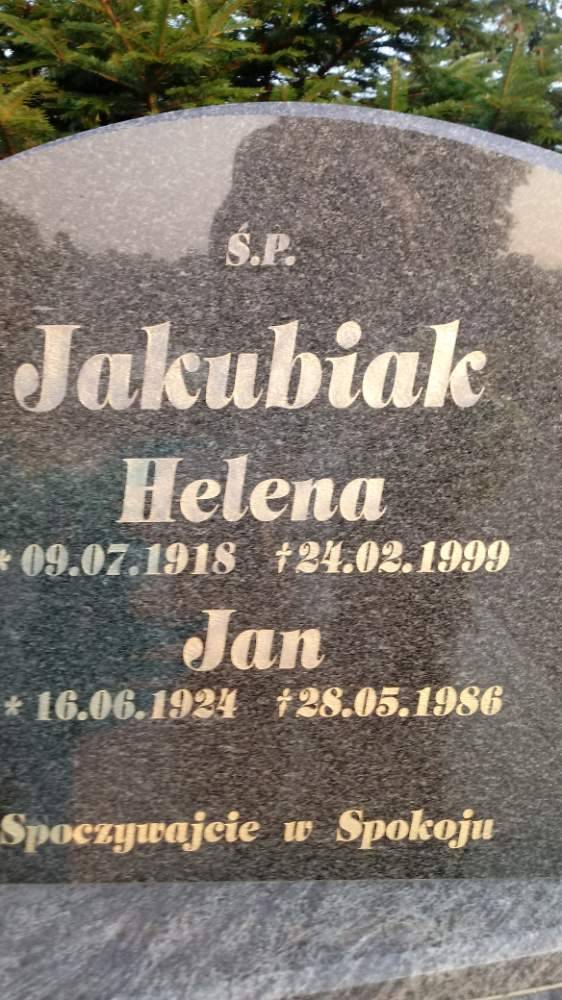 Ś.P.
Jakubiak
Helena
* 09.07.1918 †24.02.1999
Jan
* 16.06.1924 †28.05.1986
Spoczywajcie w Spokoju